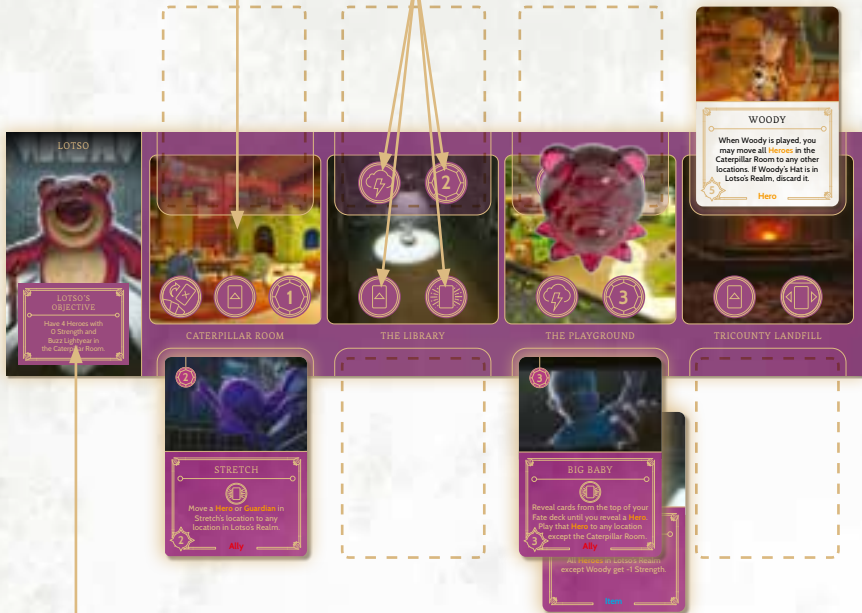 WOODY
When Woody is played, you
may move all Heroes in the
Caterpillar Room to any other
locations. If Woody's Hat is in
Lotso's Realm, discard it.
5
Hero
LOTSO
LOTSO'S
OBJECTIVE
Have 4 Heroes with
0 Strength and
Buzz Lightyear in
the Caterpillar Room.
1
2
3
CATERPILLAR ROOM
THE LIBRARY
THE PLAYGROUND
TRICOUNTY LANDFILL
2
STRETCH
Move a Hero or Guardian in
Stretch's location to any
location in Lotso's Realm.
2
Ally
3
BIG BABY
Reveal cards from the top of your
Fate deck until you reveal a Hero.
Play that Hero to any location
except the Caterpillar Room.
3
Ally
All Heroes in Lotso's Realm
except Woody get -1 Strength.
Item